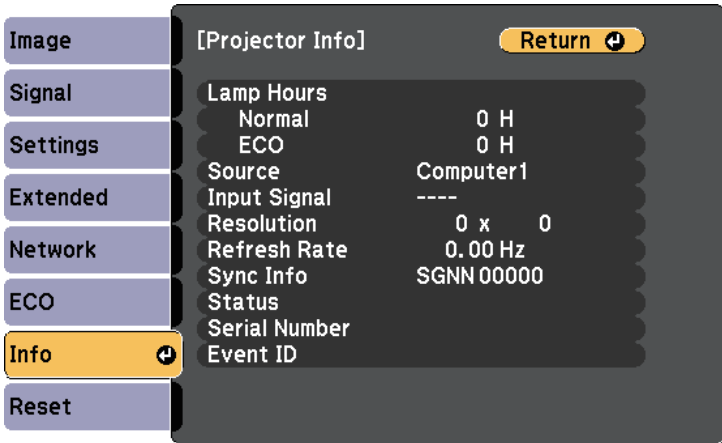 Image
Signal
Settings
Extended
Network
ECO
Info
Reset
[Projector Info]
Return
Lamp Hours
Normal 0 H
ECO 0 H
Source Computer1
Input Signal ----
Resolution 0 x 0
Refresh Rate 0.00 Hz
Sync Info SGNN 00000
Status
Serial Number
Event ID